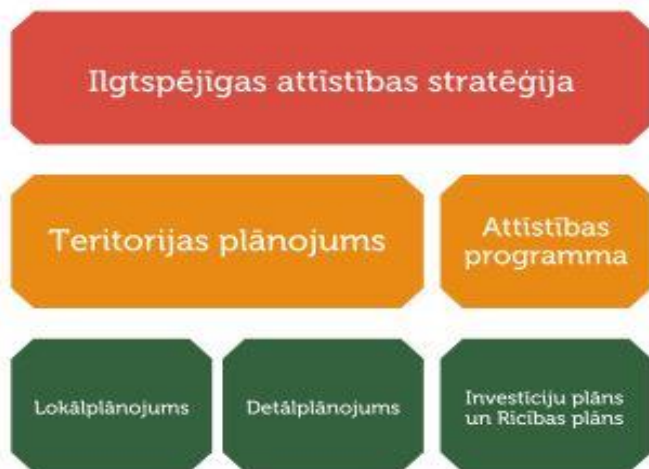 Ilgtspējīgas attīstības stratēģija
Teritorijas plānojums
Attīstības
programma
Lokālplānojums
Detālplānojums
Investīciju plāns
un Rīcības plāns